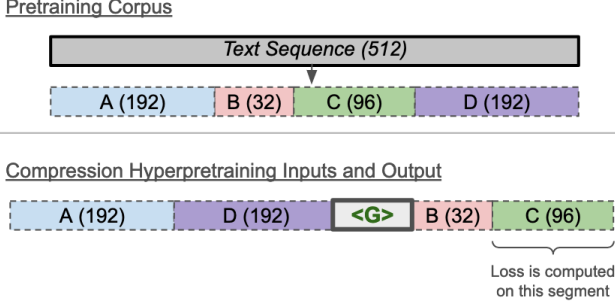 Pretraining Corpus
Text Sequence (512)
A (192) B (32) C (96) D (192)
Compression Hyperpretraining Inputs and Output
A (192) D (192) <G> B (32) C (96)
Loss is computed
on this segment